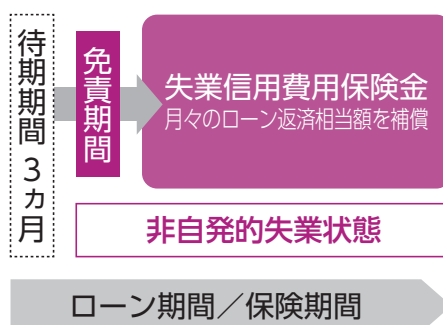 待期期間3ヵ月
免責期間
失業信用費用保険金
月々のローン返済相当額を補償
非自発的失業状態
ローン期間／保険期間